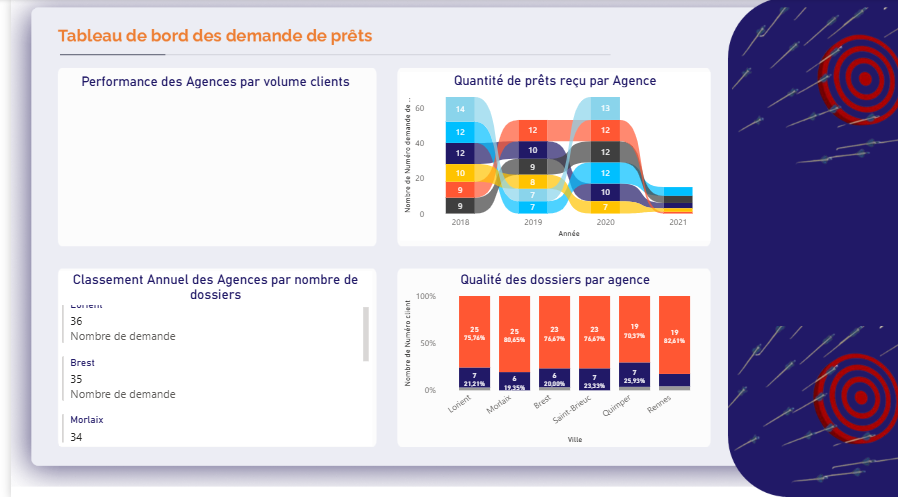 Tableau de bord des demande de prêts
Performance des Agences par volume clients
Quantité de prêts reçu par Agence
Nombre de Numéro demande de ..
60
40
20
0
14
12
12
10
9
9
12
10
9
8
7
7
13
12
12
12
10
7
2018
2019
2020
2021
Année
Classement Annuel des Agences par nombre de
dossiers
Lorient
36
Nombre de demande
Brest
35
Nombre de demande
Morlaix
34
Qualité des dossiers par agence
Nombre de Numéro client
100%
50%
0%
25
75,76%
7
21,21%
25
80,65%
6
19,35%
23
76,67%
6
20,00%
23
76,67%
7
23,33%
19
70,37%
7
25,93%
19
82,61%
Lorient
Morlaix
Brest
Saint-Brieuc
Quimper
Rennes
Ville